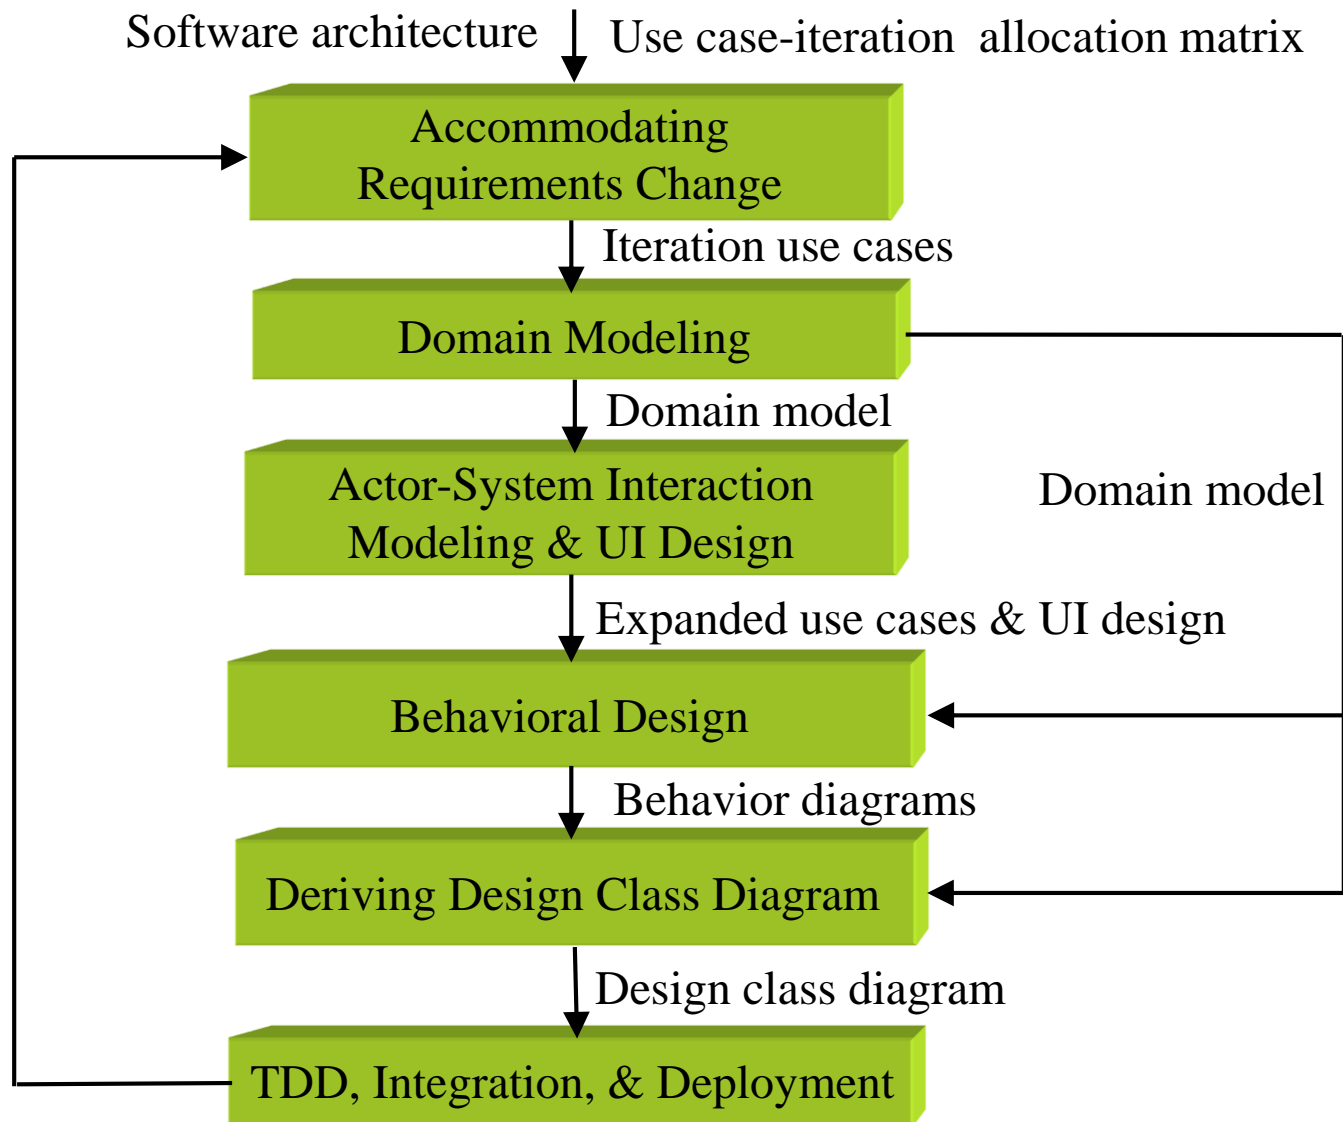 Software architecture
Use case-iteration allocation matrix
Accommodating
Requirements Change
Iteration use cases
Domain Modeling
Domain model
Actor-System Interaction
Modeling & UI Design
Domain model
Expanded use cases & UI design
Behavioral Design
Behavior diagrams
Deriving Design Class Diagram
Design class diagram
TDD, Integration, & Deployment